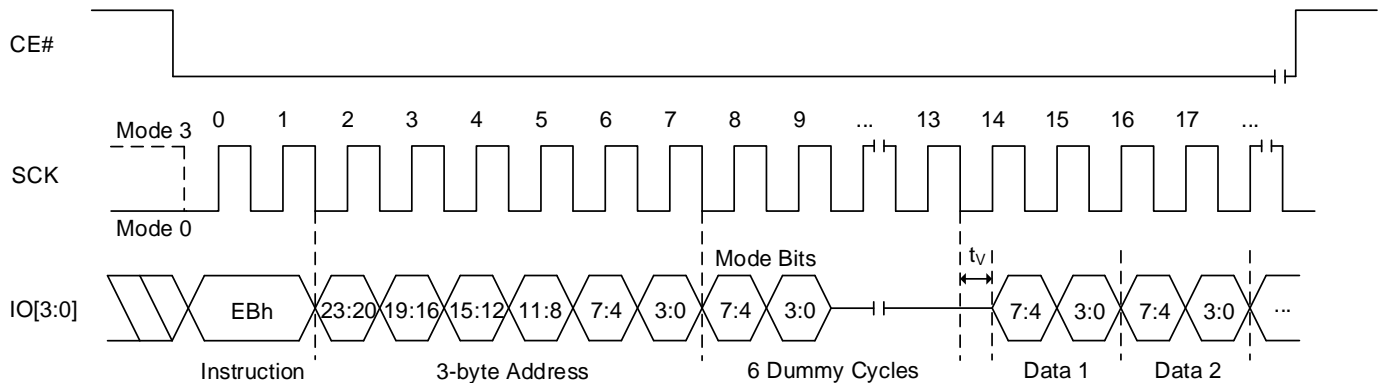 CE#
0 1 2 3 4 5 6 7 8 9 ... 13 14 15 16 17 ...
Mode 3
SCK
Mode 0
Mode Bits tV
IO[3:0] EBh 23:20 19:16 15:12 11:8 7:4 3:0 7:4 3:0 7:4 3:0 7:4 3:0 ...
Instruction 3-byte Address 6 Dummy Cycles Data 1 Data 2